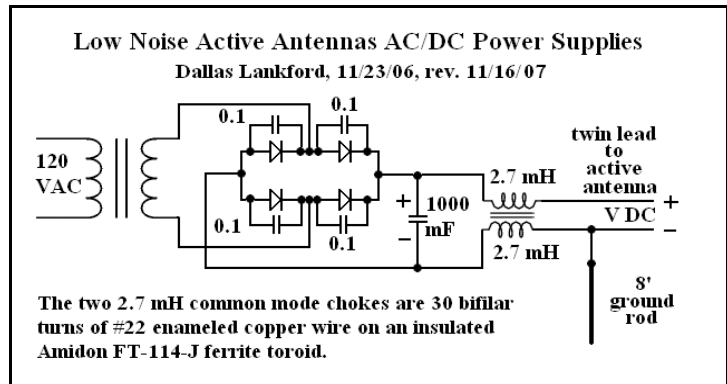 Low Noise Active Antennas AC/DC Power Supplies
Dallas Lankford, 11/23/06, rev. 11/16/07
0.1
0.1
120
VAC
0.1
0.1
+
1000
mF
−
2.7 mH
2.7 mH
twin lead
to
active
antenna
+
V DC
−
8'
ground
rod
The two 2.7 mH common mode chokes are 30 bifilar
turns of #22 enameled copper wire on an insulated
Amidon FT-114-J ferrite toroid.